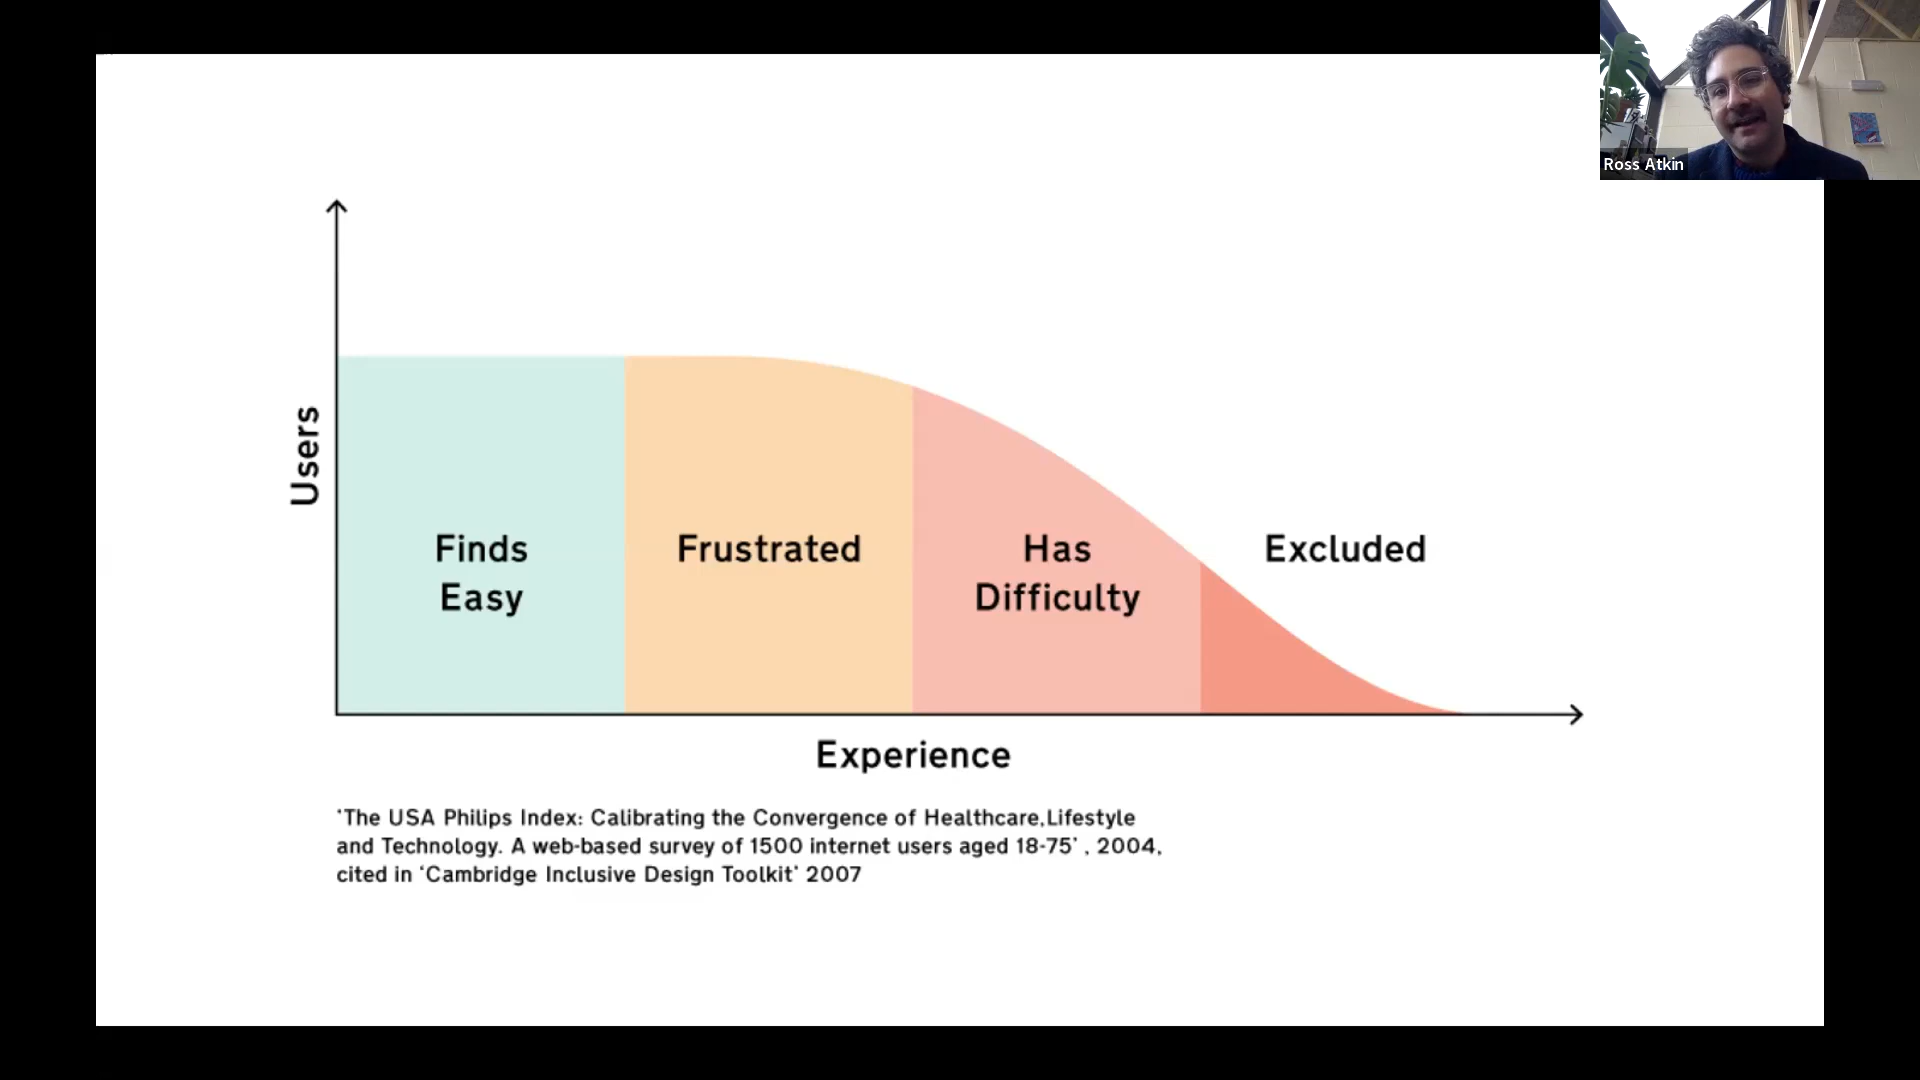 Ross Atkin
Users
Finds
Easy
Frustrated
Has
Difficulty
Excluded
Experience
‘The USA Philips Index: Calibrating the Convergence of Healthcare,Lifestyle
and Technology. A web-based survey of 1500 internet users aged 18-75’ , 2004,
cited in ‘Cambridge Inclusive Design Toolkit’ 2007